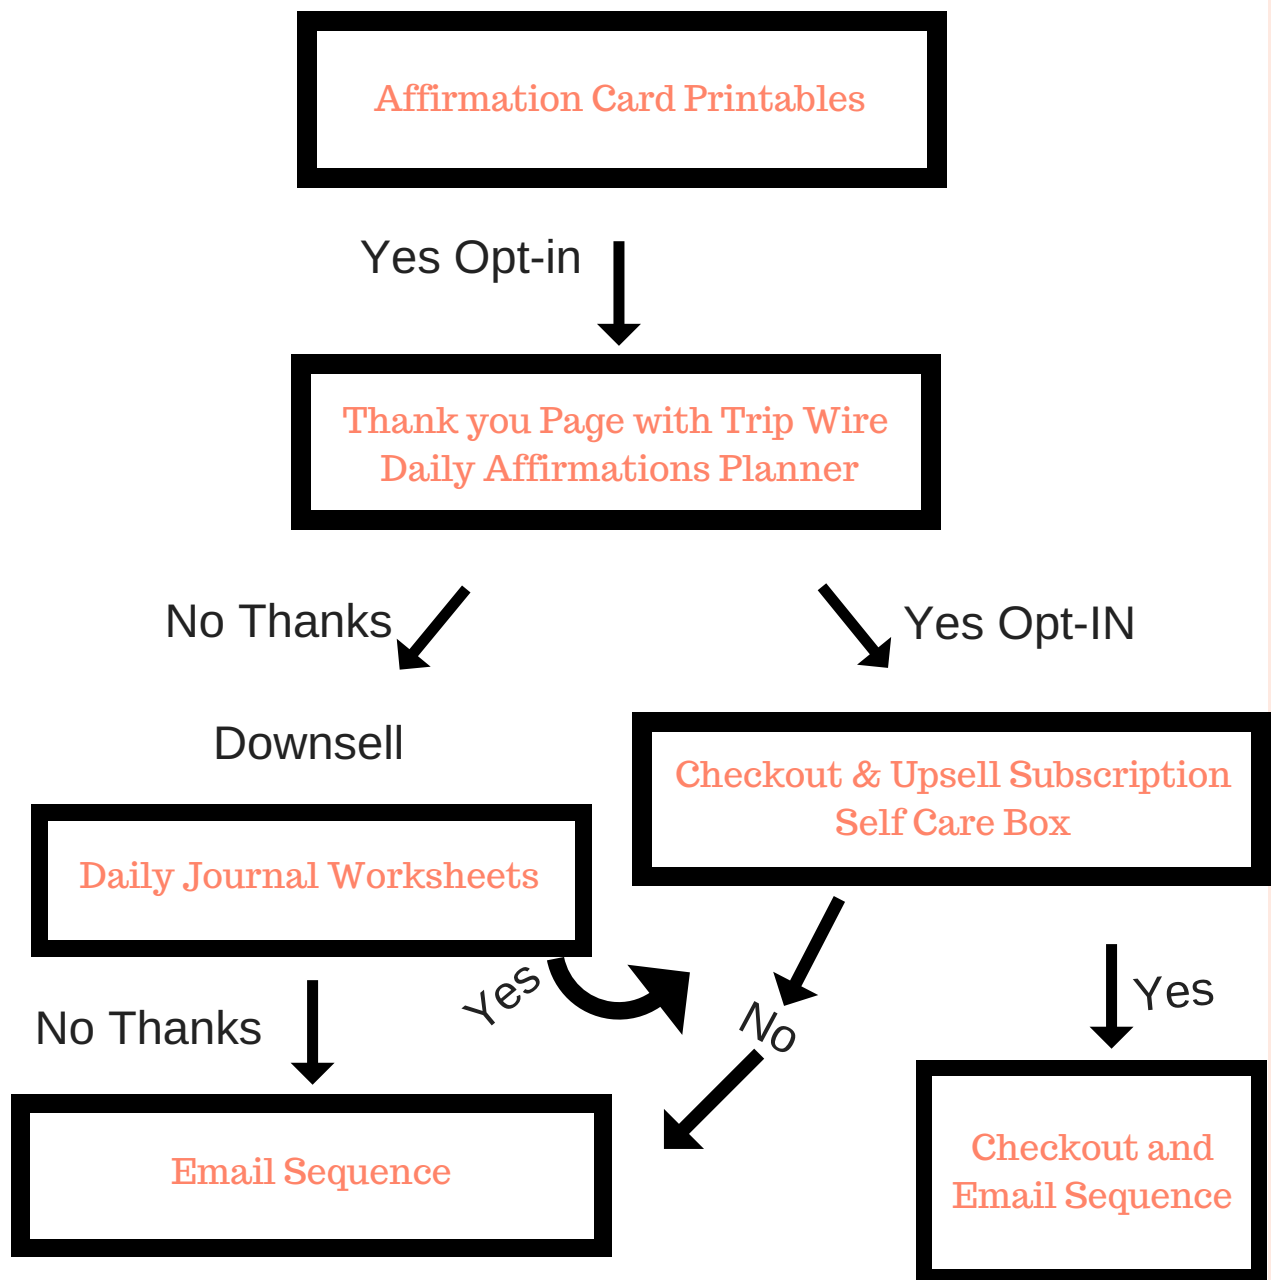 Affirmation Card Printables
Yes Opt-in
Thank you Page with Trip Wire
Daily Affirmations Planner
No Thanks
Yes Opt-IN
Downsell
Checkout & Upsell Subscription
Self Care Box
Daily Journal Worksheets
Yes
No
Yes
No Thanks
Email Sequence
Checkout and
Email Sequence